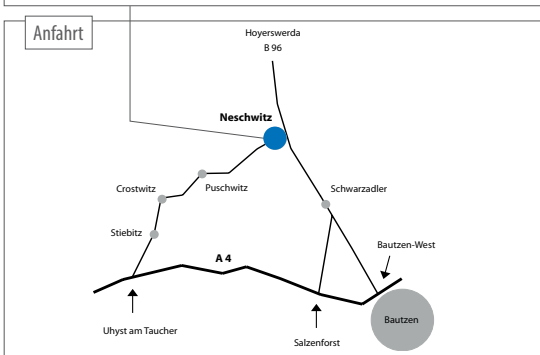 Anfahrt
Hoyerswerda
B 96
Neschwitz
Crostwitz
Puschwitz
Schwarzadler
Stiebitz
Bautzen-West
A 4
Bautzen
Uhyst am Taucher
Salzenforst